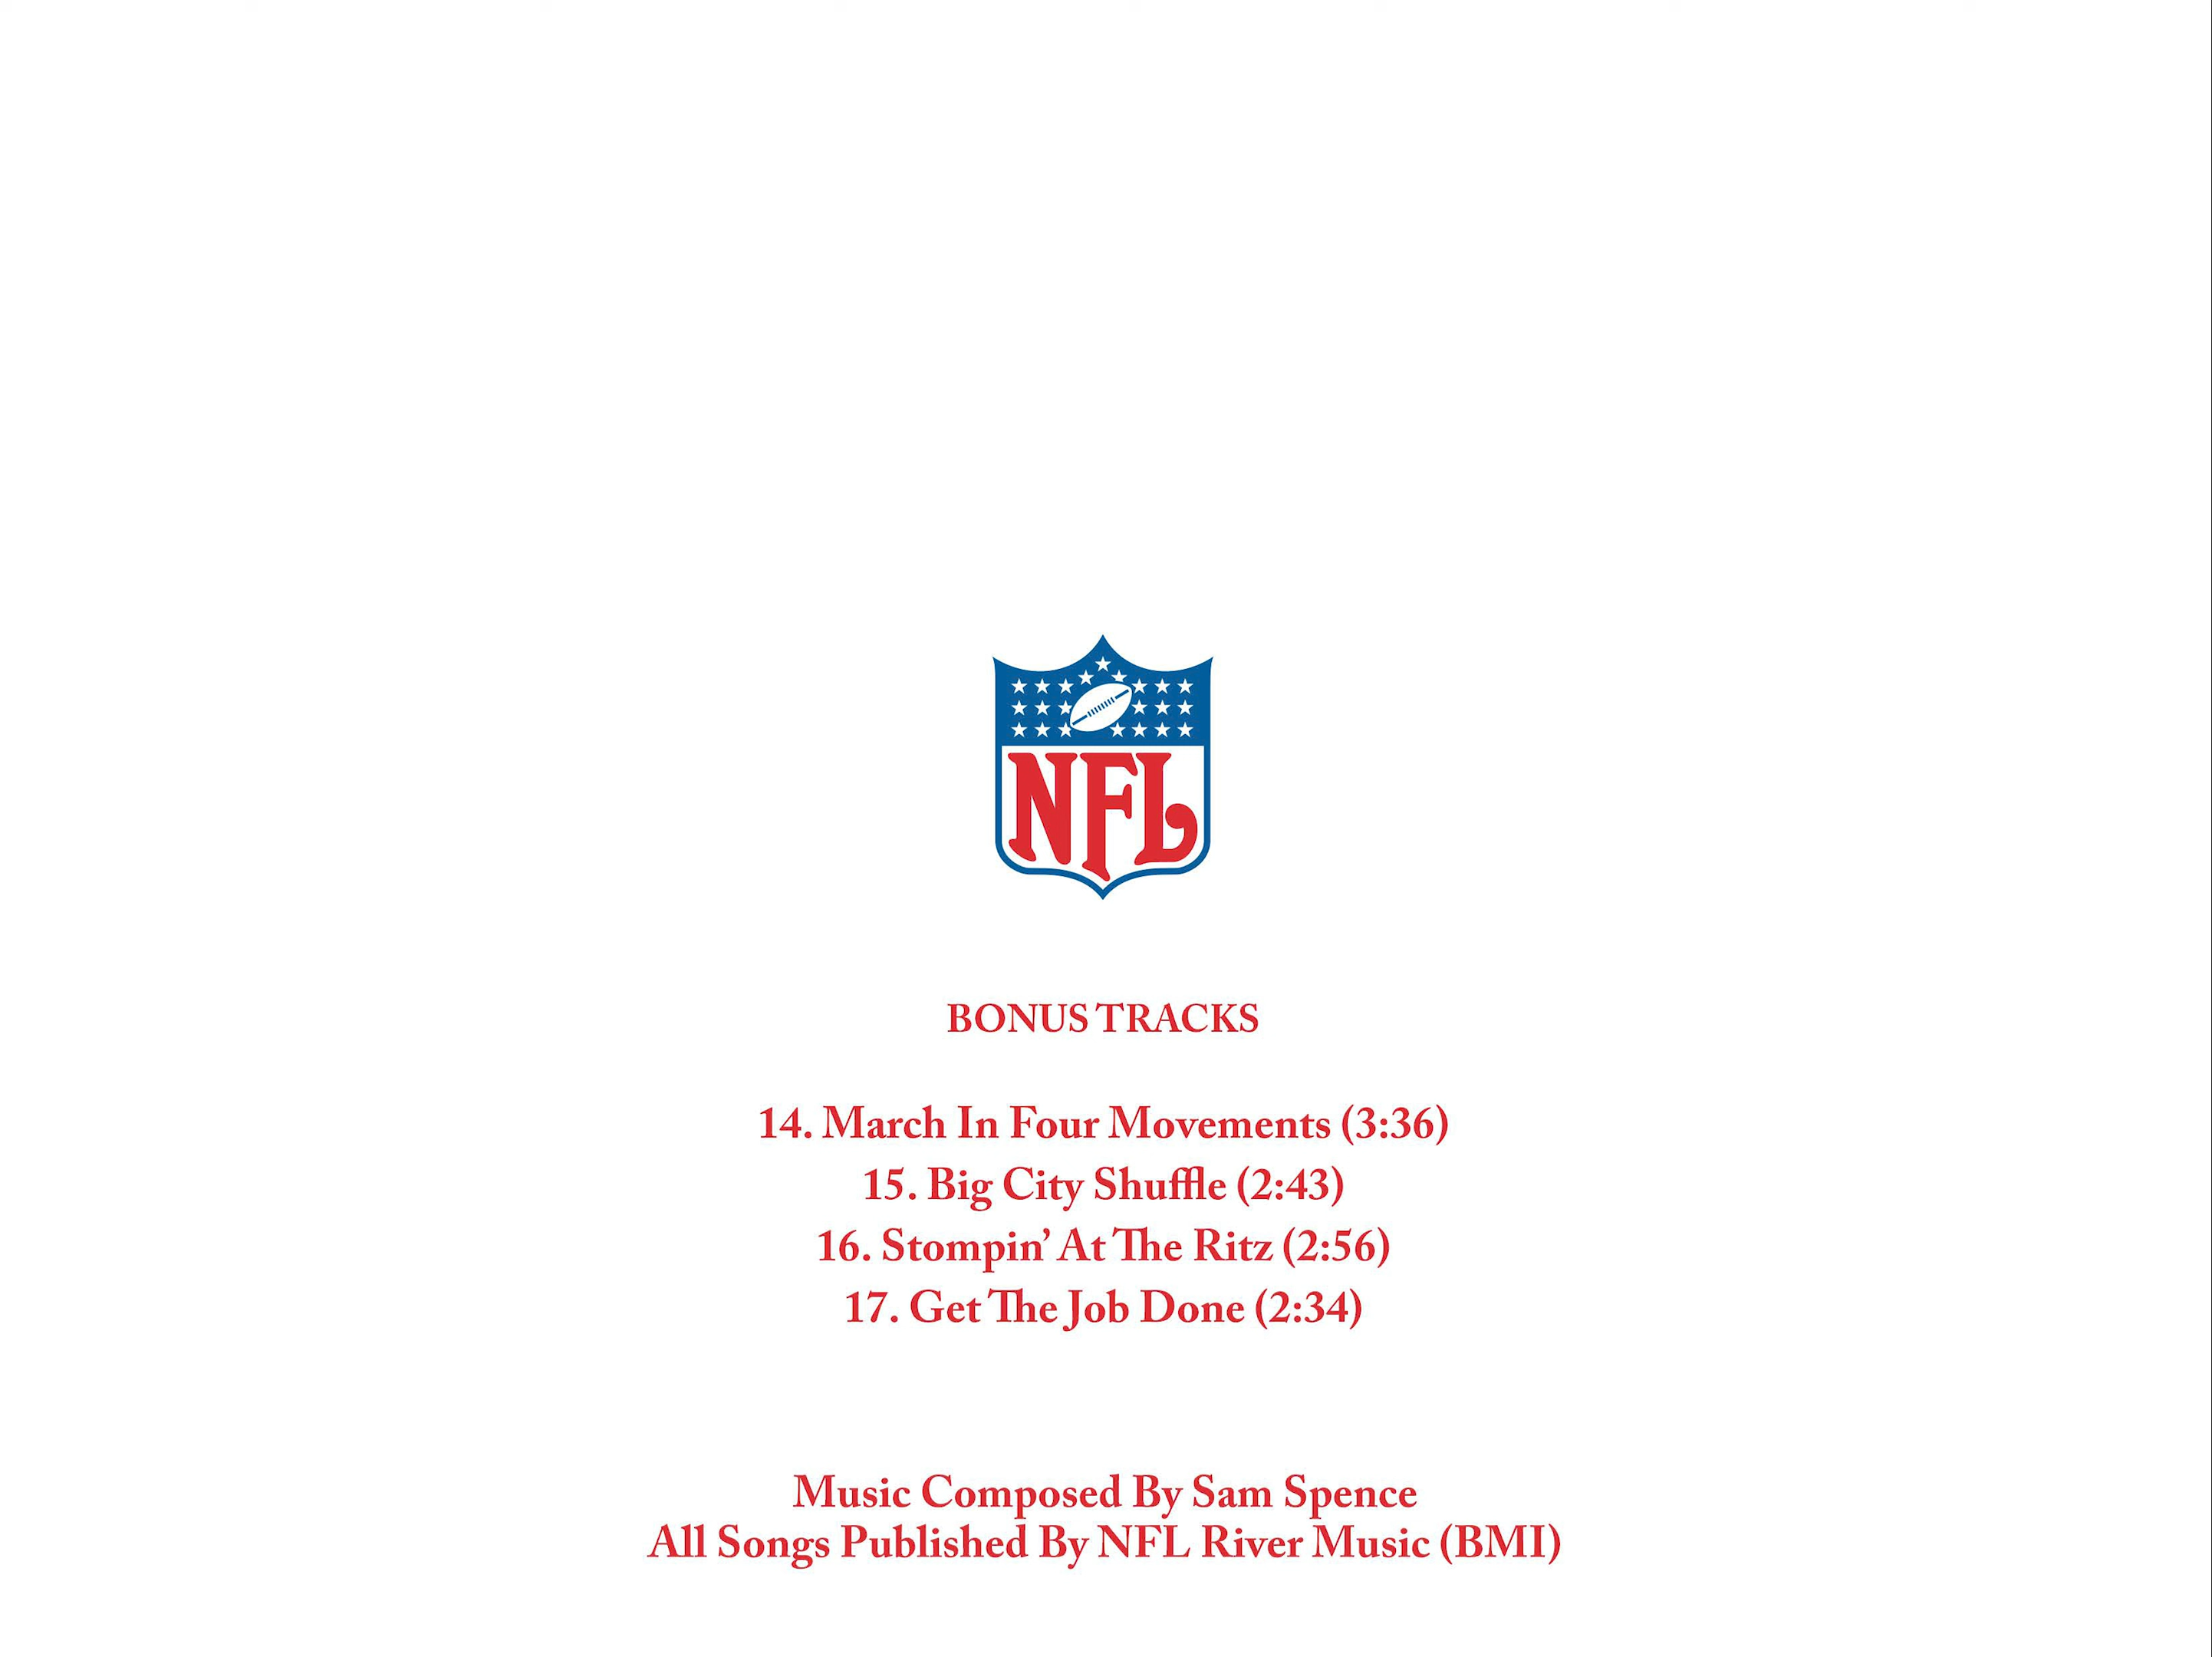 NFL
BONUS TRACKS
14. March In Four Movements (3:36)
15. Big City Shuffle (2:43)
16. Stompin’ At The Ritz (2:56)
17. Get The Job Done (2:34)
Music Composed By Sam Spence
All Songs Published By NFL River Music (BMI)